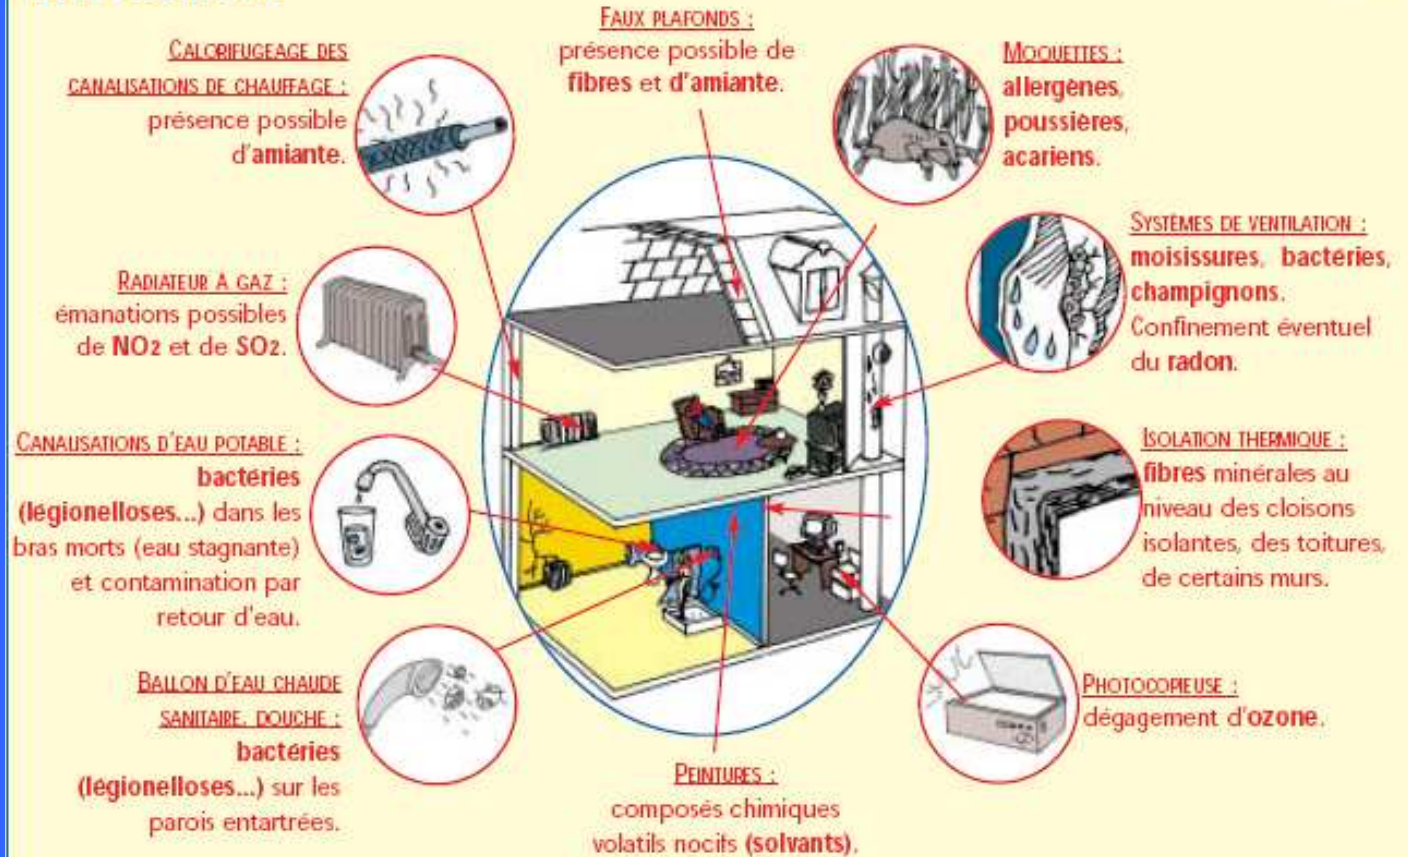 FAUX PLAFONDS :
présence possible de
fibres et d'amiante.
CALORIFUGEAGE DES
CANALISATIONS DE CHAUFFAGE :
présence possible
d'amiante.
MOQUETTES :
allergènes,
poussières,
acariens.
SYSTÈMES DE VENTILATION :
moisissures, bactéries,
champignons.
Confinement éventuel
du radon.
RADIATEUR A GAZ :
émanations possibles
de NO2 et de SO2.
CANALISATIONS D'EAU POTABLE :
bactéries
(légionelloses...) dans les
bras morts (eau stagnante)
et contamination par
retour d'eau.
ISOLATION THERMIQUE :
fibres minérales au
niveau des cloisons
isolantes, des toitures,
de certains murs.
BALLON D'EAU CHAUDE
SANITAIRE, DOUCHE :
bactéries
(légionelloses...) sur les
parois entartrées.
PHOTOCOPIEUSE :
dégagement d'ozone.
PEINTURES :
composés chimiques
volatils nocifs (solvants).